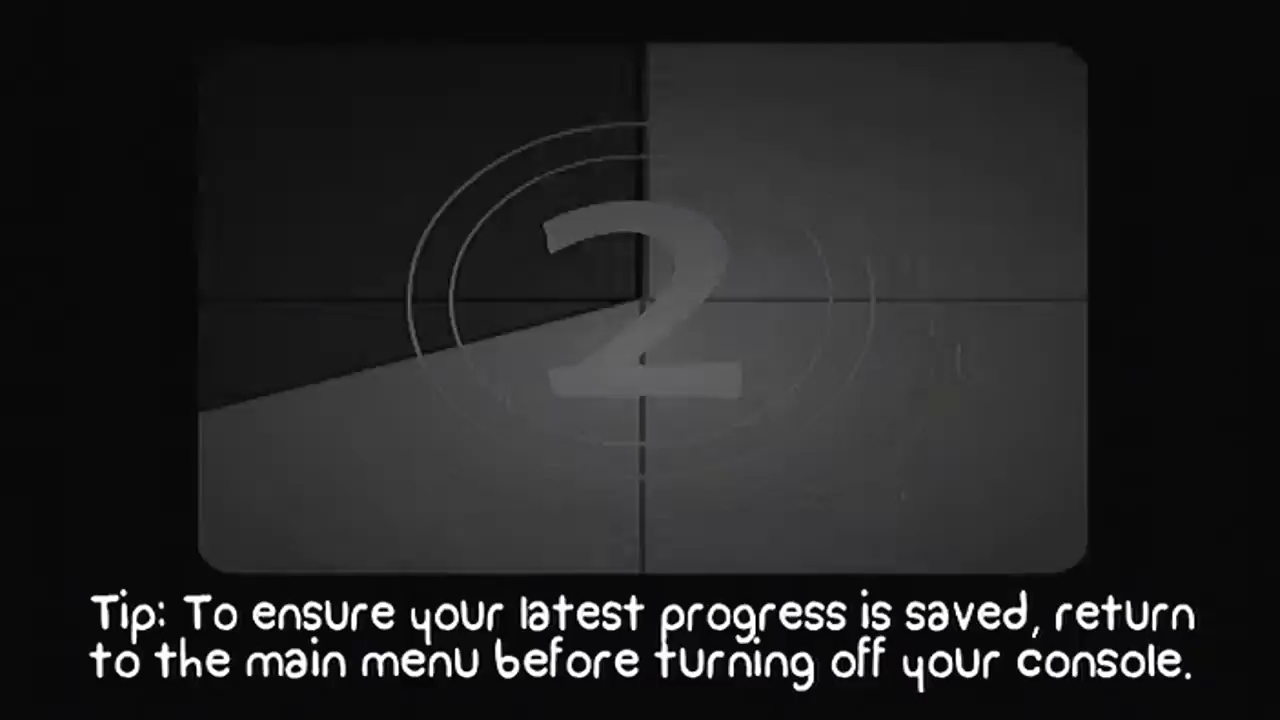 2
Tip: To ensure your latest progress is saved, return
to the main menu before turning off your console.